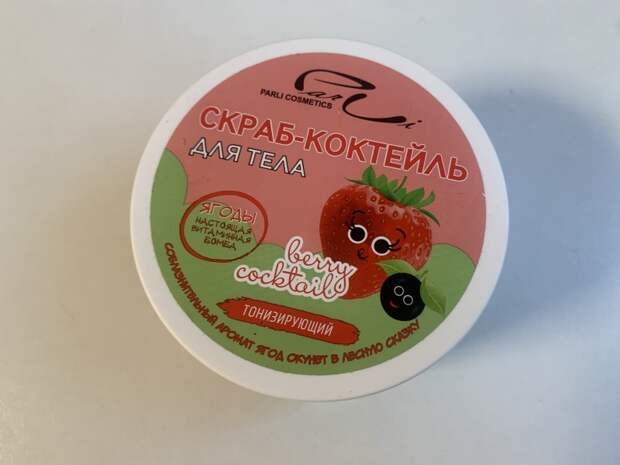 Parli
PARLI COSMETICS
СКРАБ-КОКТЕЙЛЬ
ДЛЯ ТЕЛА
ЯГОДЫ
НАСТОЯЩАЯ
ВИТАМИННАЯ
БОМБА
berry
cocktail
ТОНИЗИРУЮЩИЙ
СОБЛАЗНИТЕЛЬНЫЙ АРОМАТ ЯГОД ОКУНЕТ В ЛЕСНУЮ СКАЗКУ